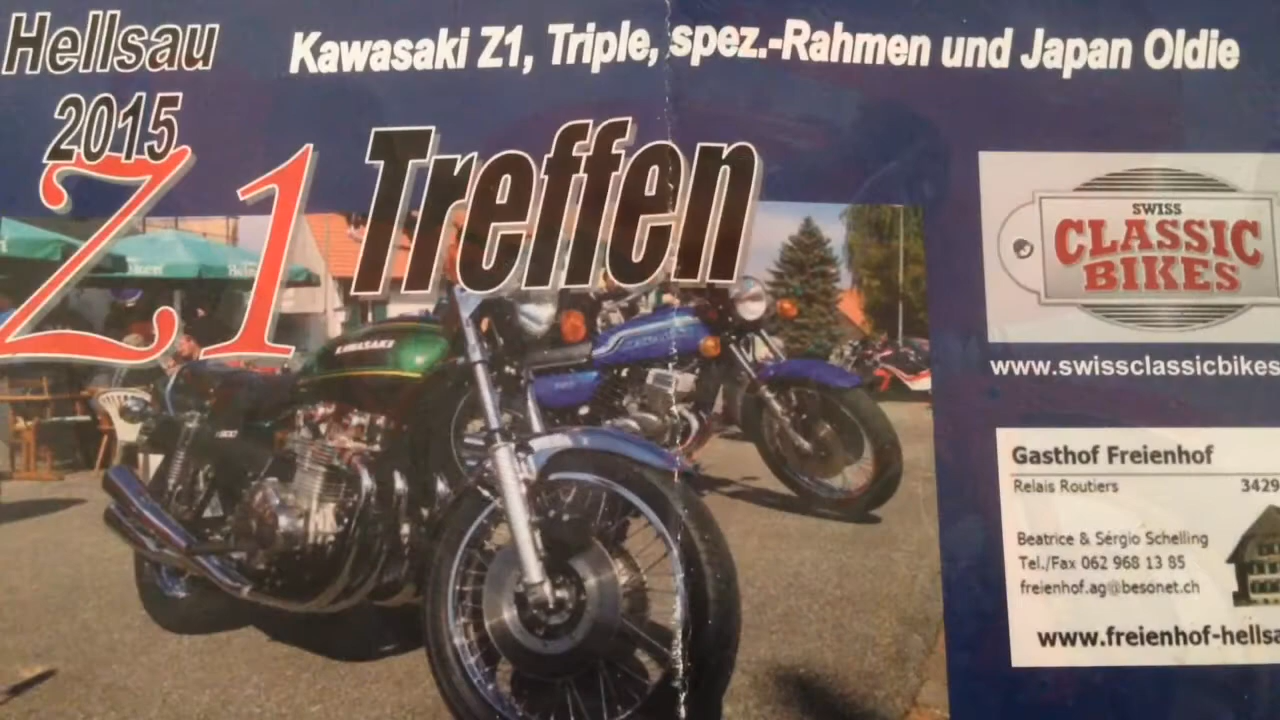 Hellsau
2015
Kawasaki Z1, Triple, spez.-Rahmen und Japan Oldie
Z1 Treffen
KAWASAKI
SWISS
CLASSIC
BIKES
www.swissclassicbikes
Gasthof Freienhof
Relais Routiers 3429
Beatrice & Sérgio Schelling
Tel./Fax 062 968 13 85
freienhof.ag@besonet.ch
www.freienhof-hellsa